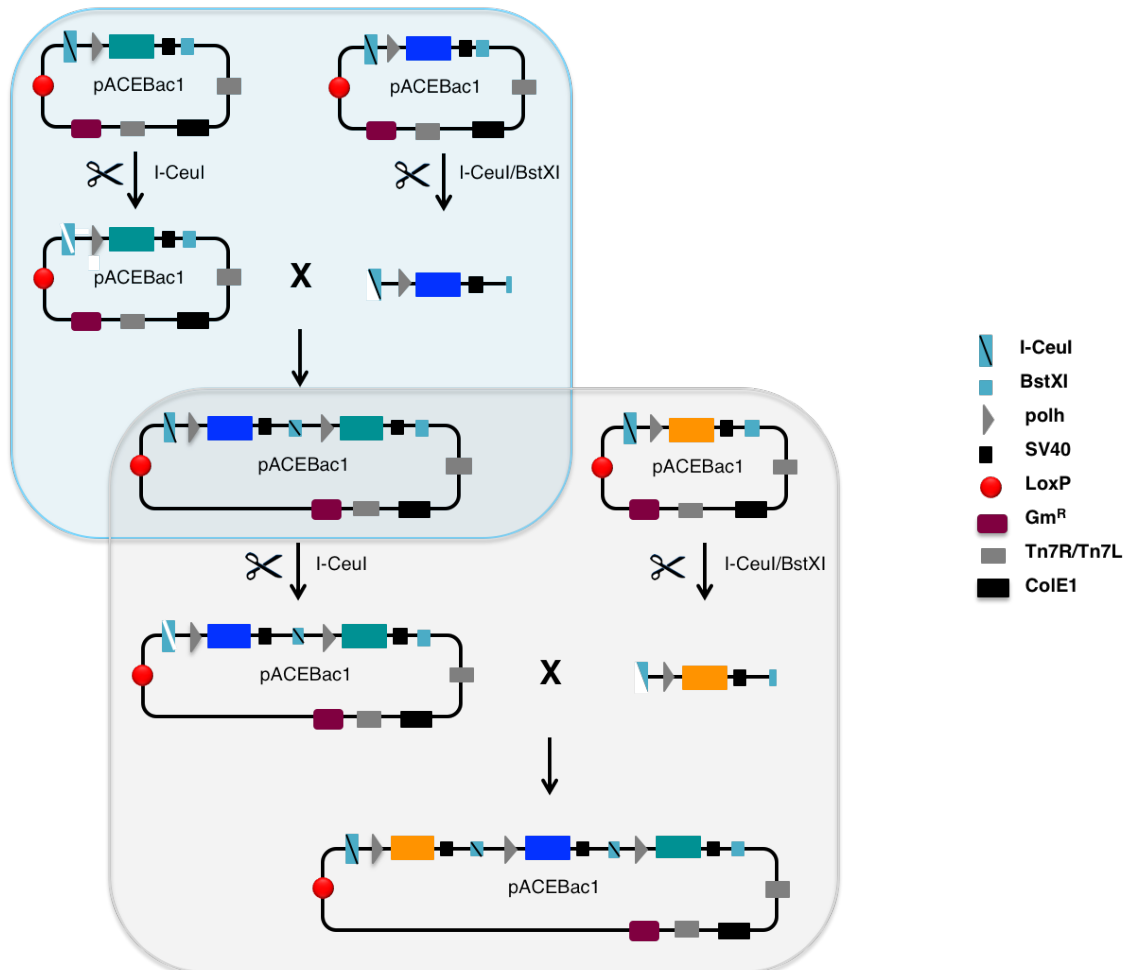 pACEBac1
pACEBac1
I-CeuI
I-CeuI/BstXI
pACEBac1
X
pACEBac1
pACEBac1
I-CeuI
I-CeuI/BstXI
pACEBac1
X
pACEBac1
I-CeuI
BstXI
polh
SV40
LoxP
Gmᴿ
Tn7R/Tn7L
ColE1